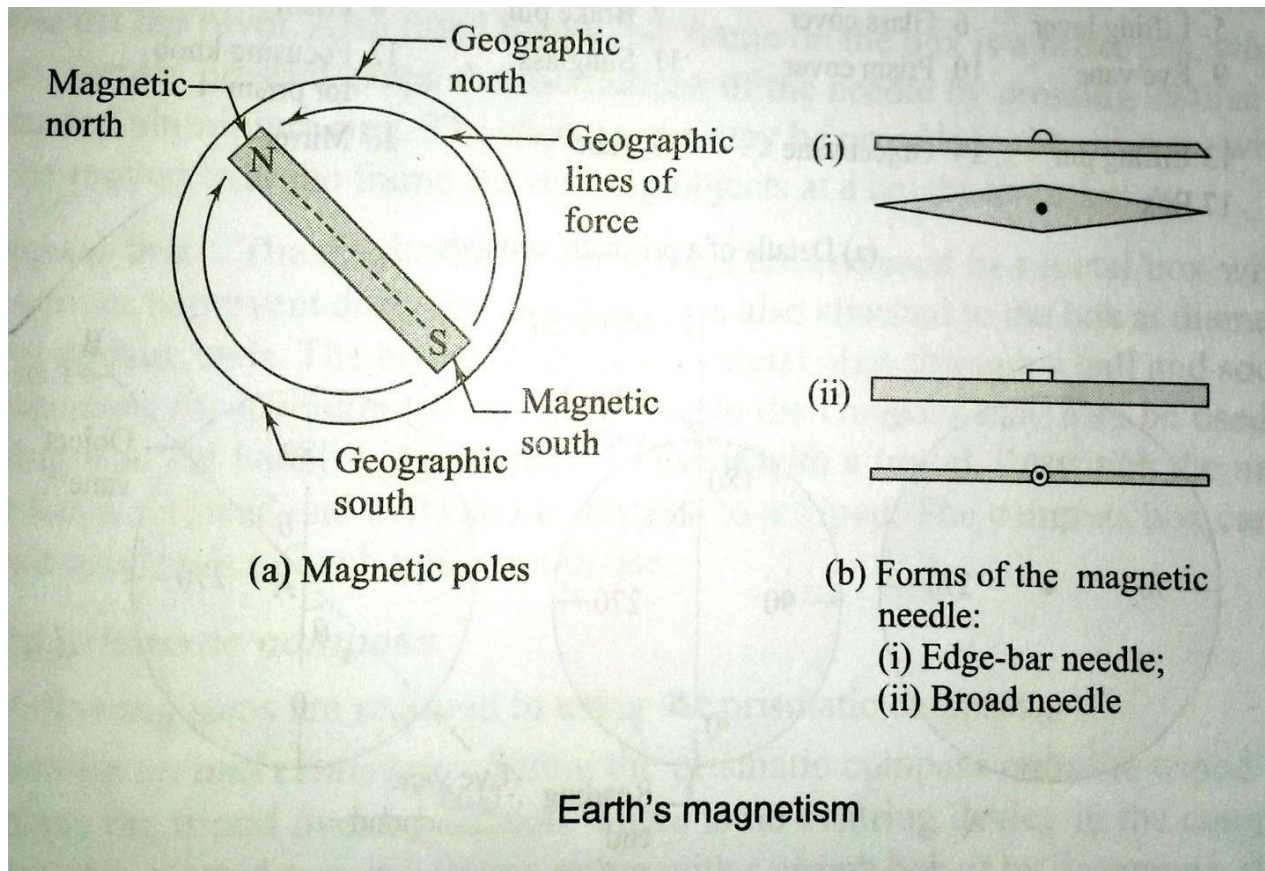 Geographic
north
Magnetic
north
N
Geographic
lines of
force
S
Magnetic
south
Geographic
south
(a) Magnetic poles
(i)
(ii)
(b) Forms of the magnetic
needle:
(i) Edge-bar needle;
(ii) Broad needle
Earth's magnetism